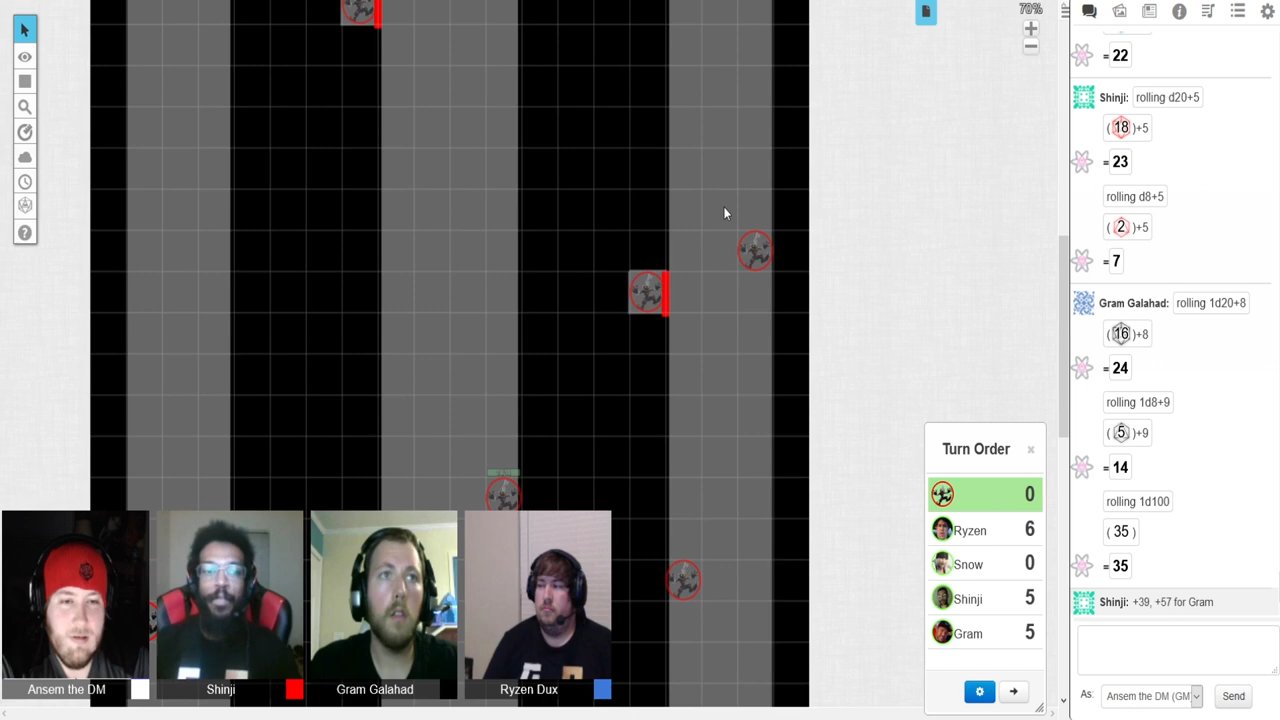 70%
= 22
Shinji: rolling d20+5
(18)+5
= 23
rolling d8+5
(2)+5
= 7
Gram Galahad: rolling 1d20+8
(16)+8
= 24
rolling 1d8+9
(5)+9
= 14
rolling 1d100
(35)
= 35
Shinji: +39, +57 for Gram
As: Ansem the DM (GM Send
Turn Order ×
0
Ryzen 6
Snow 0
Shinji 5
Gram 5
Ansem the DM
Shinji
Gram Galahad
Ryzen Dux